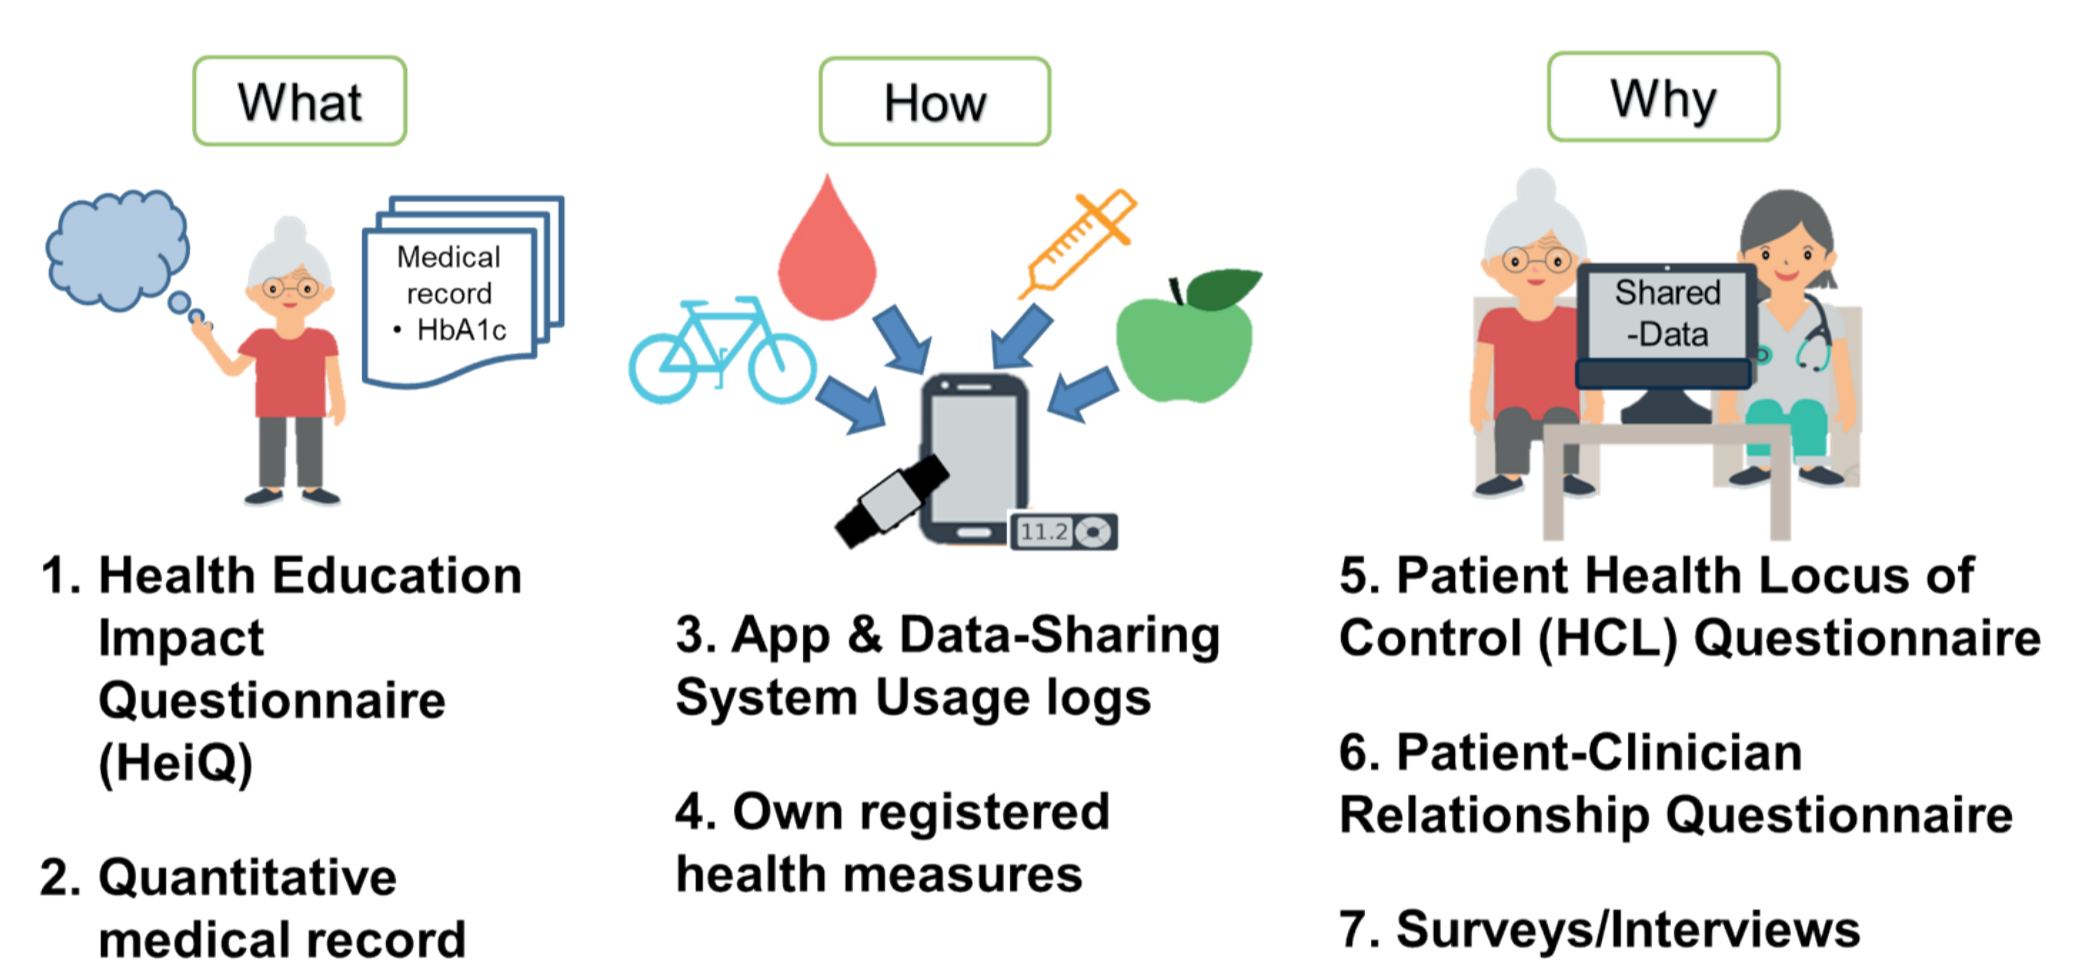 What
Medical
record
• HbA1c
1. Health Education
Impact
Questionnaire
(HeiQ)
2. Quantitative
medical record
How
11.2
3. App & Data-Sharing
System Usage logs
4. Own registered
health measures
Why
Shared
-Data
5. Patient Health Locus of
Control (HCL) Questionnaire
6. Patient-Clinician
Relationship Questionnaire
7. Surveys/Interviews